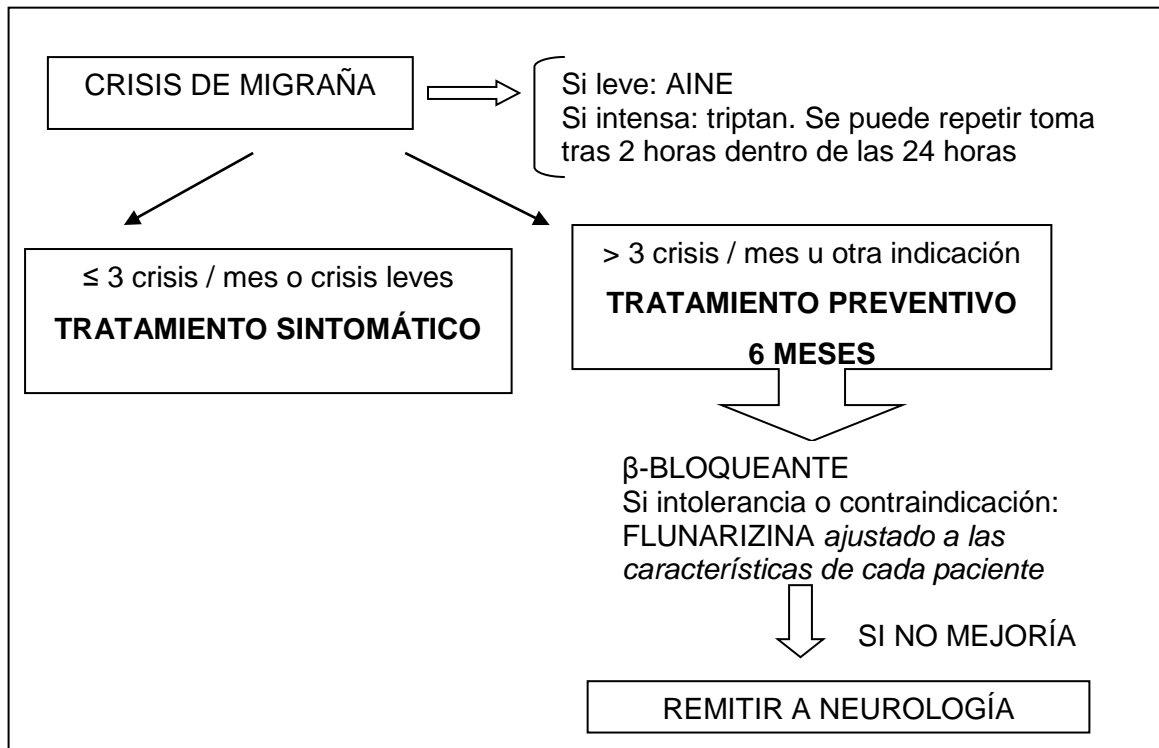 CRISIS DE MIGRAÑA
Si leve: AINE
Si intensa: triptan. Se puede repetir toma
tras 2 horas dentro de las 24 horas
≤ 3 crisis / mes o crisis leves
TRATAMIENTO SINTOMÁTICO
> 3 crisis / mes u otra indicación
TRATAMIENTO PREVENTIVO
6 MESES
β-BLOQUEANTE
Si intolerancia o contraindicación:
FLUNARIZINA ajustado a las
características de cada paciente
SI NO MEJORÍA
REMITIR A NEUROLOGÍA